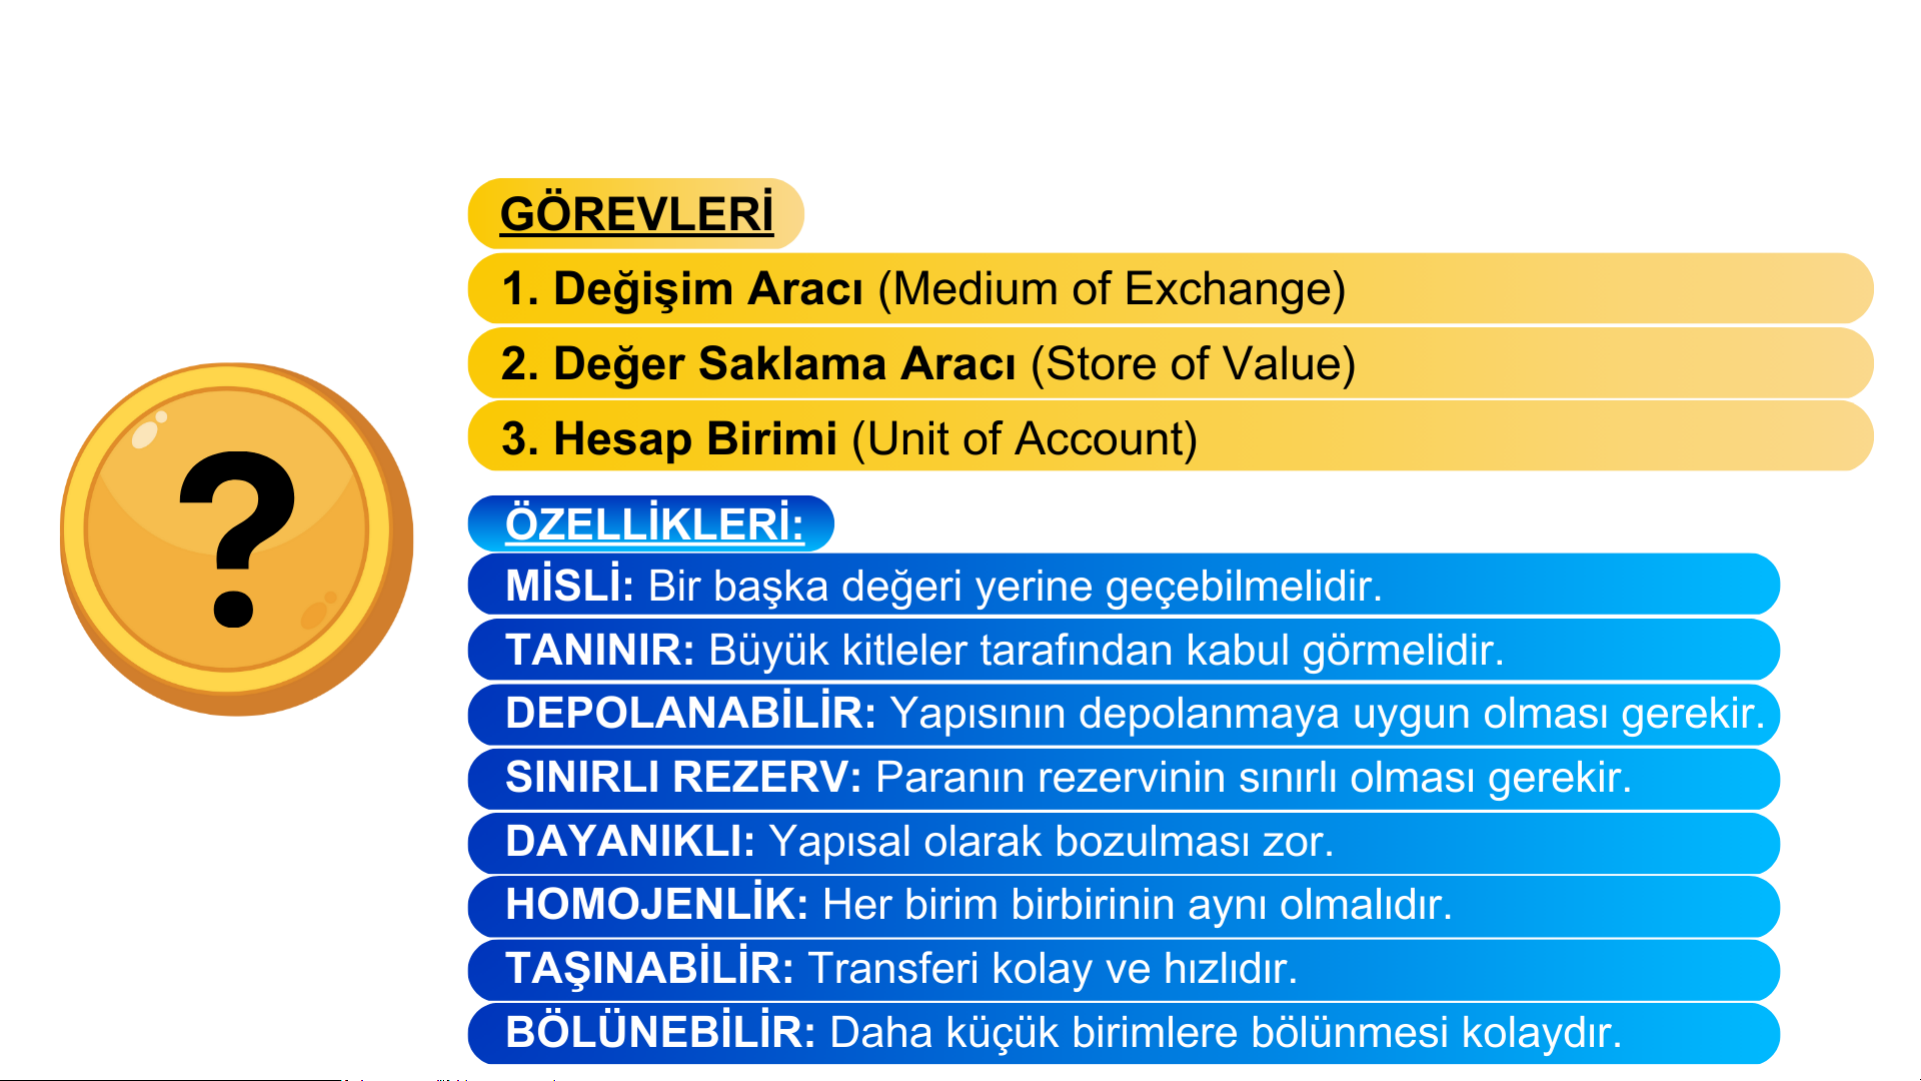 GÖREVLERİ
1. Değişim Aracı (Medium of Exchange)
2. Değer Saklama Aracı (Store of Value)
3. Hesap Birimi (Unit of Account)
?
ÖZELLİKLERİ:
MİSLİ: Bir başka değeri yerine geçebilmelidir.
TANINIR: Büyük kitleler tarafından kabul görmelidir.
DEPOLANABİLİR: Yapısının depolanmaya uygun olması gerekir.
SINIRLI REZERV: Paranın rezervinin sınırlı olması gerekir.
DAYANIKLI: Yapısal olarak bozulması zor.
HOMOJENLİK: Her birim birbirinin aynı olmalıdır.
TAŞINABİLİR: Transferi kolay ve hızlıdır.
BÖLÜNEBİLİR: Daha küçük birimlere bölünmesi kolaydır.